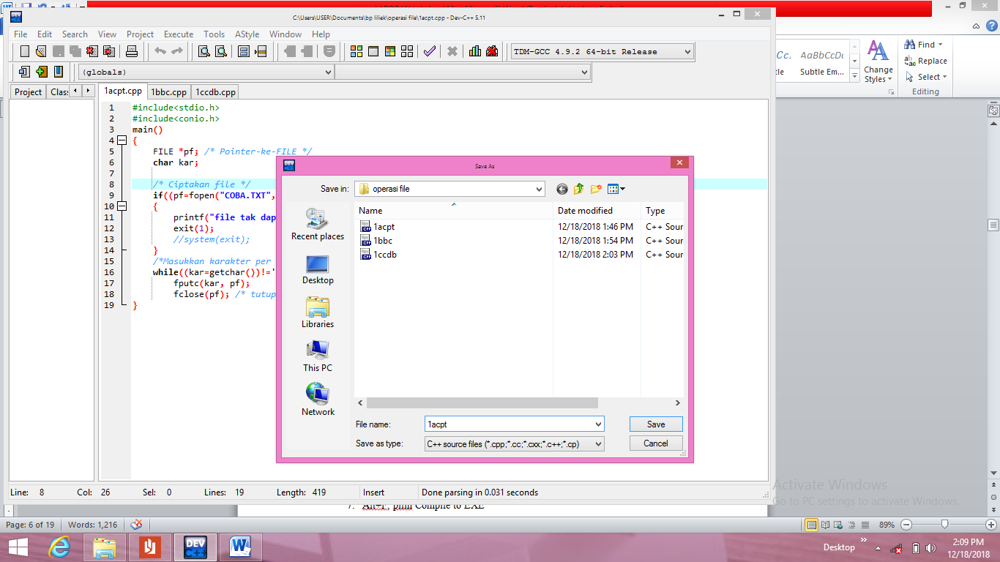 C:\Users\USER\Documents\bp liliek\operasi file\1acpt.cpp - Dev-C++ 5.11
File Edit Search View Project Execute Tools AStyle Window Help
TDM-GCC 4.9.2 64-bit Release
(globals)
Project Clas
1acpt.cpp 1bbc.cpp 1ccdb.cpp
1 #include<stdio.h>
2 #include<conio.h>
3 main()
4 {
5 FILE *pf; /* Pointer-ke-FILE */
6 char kar;
7
8 /* Ciptakan file */
9 if((pf=fopen("COBA.TXT",
10 {
11 printf("file tak dap
12 exit(1);
13 //system(exit);
14 }
15 /*Masukkan karakter per
16 while((kar=getchar())!='
17 fputc(kar, pf);
18 fclose(pf); /* tutup
19 }
Save As
Save in: operasi file
Recent places
Desktop
Libraries
This PC
Network
Name Date modified Type
1acpt 12/18/2018 1:46 PM C++ Sour
1bbc 12/18/2018 1:54 PM C++ Sour
1ccdb 12/18/2018 2:03 PM C++ Sour
File name: 1acpt Save
Save as type: C++ source files (*.cpp;*.cc;*.cxx;*.c++;*.cp) Cancel
Line: 8 Col: 26 Sel: 0 Lines: 19 Length: 419 Insert Done parsing in 0.031 seconds
AaBbCcDc
Subtle Em...
Change
Styles
Find
Replace
Select
Editing
Activate Windows
Go to PC settings to activate Windows.
7. Alt+F, pilih Compile to EXE
Page: 6 of 19 Words: 1,216 89%
DEV C++
Desktop
2:09 PM
12/18/2018